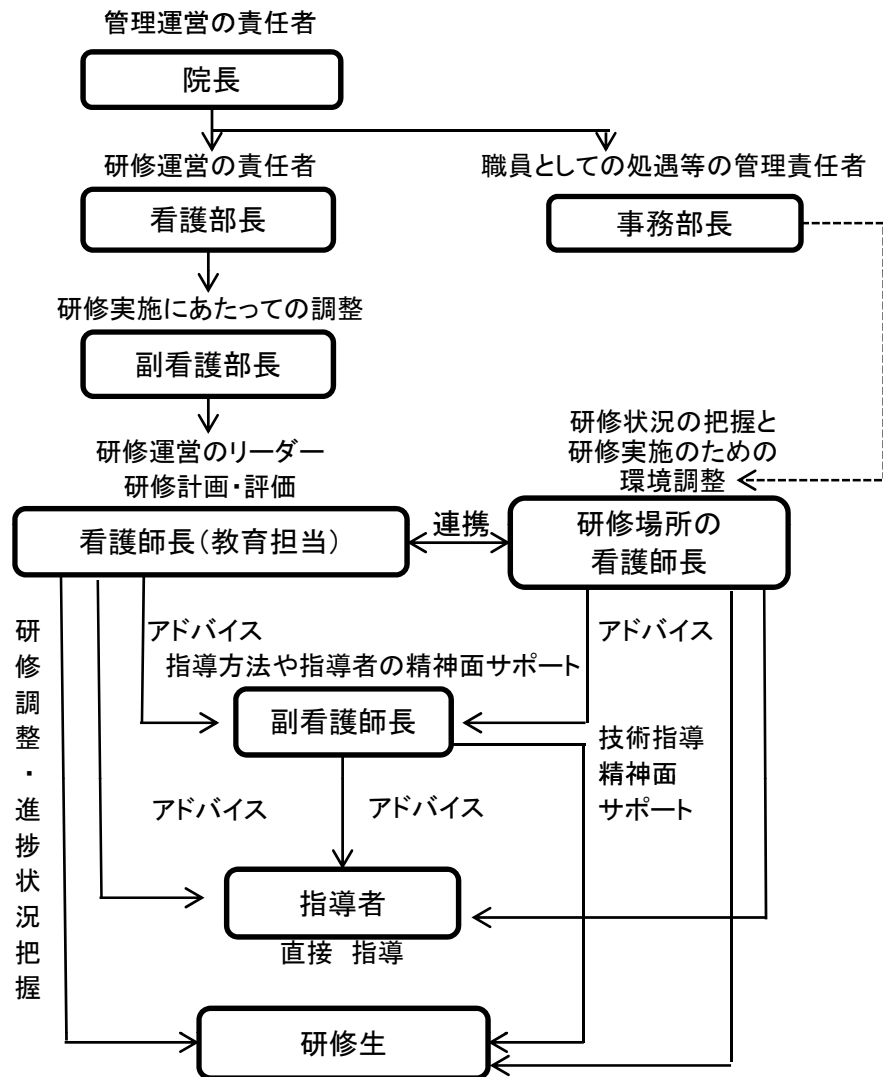 管理運営の責任者
院長
研修運営の責任者
職員としての処遇等の管理責任者
看護部長
事務部長
研修実施にあたっての調整
副看護部長
研修運営のリーダー
研修計画・評価
研修状況の把握と
研修実施のための
環境調整
看護師長(教育担当)
連携
研修場所の
看護師長
研修調整・進捗状況把握
アドバイス
指導方法や指導者の精神面サポート
アドバイス
副看護師長
技術指導
精神面
サポート
アドバイス
アドバイス
指導者
直接 指導
研修生